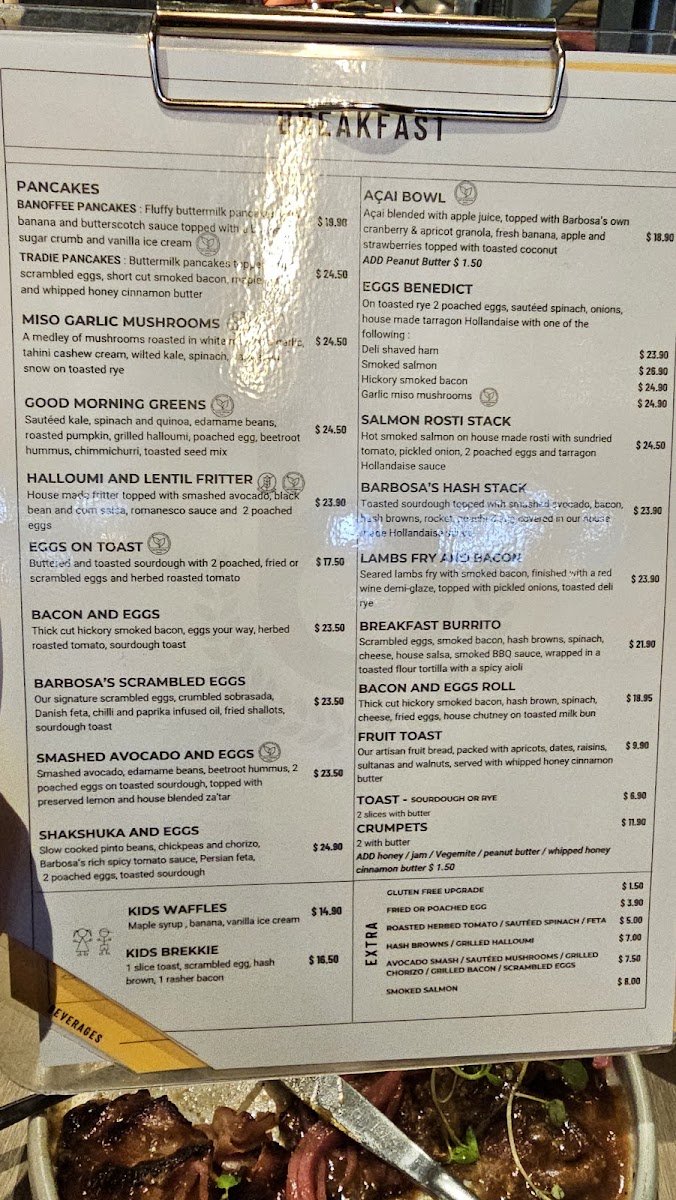 BREAKFAST
PANCAKES
BANOFFEE PANCAKES : Fluffy buttermilk
banana and butterscotch sauce topped with
sugar crumb and vanilla ice cream
$ 19.90
TRADIE PANCAKES : Buttermilk pancakes
scrambled eggs, short cut smoked bacon,
and whipped honey cinnamon butter
$ 24.50
MISO GARLIC MUSHROOMS
A medley of mushrooms roasted in white
tahini cashew cream, wilted kale, spinach,
snow on toasted rye
$ 24.50
GOOD MORNING GREENS
Sautéed kale, spinach and quinoa, edamame beans,
roasted pumpkin, grilled halloumi, poached egg, beetroot
hummus, chimmichurri, toasted seed mix
$ 24.50
HALLOUMI AND LENTIL FRITTER
House made fritter topped with smashed avocado, black
bean and corn salsa, romanesco sauce and 2 poached
eggs
$ 23.90
EGGS ON TOAST
Buttered and toasted sourdough with 2 poached, fried or
scrambled eggs and herbed roasted tomato
$ 17.50
BACON AND EGGS
Thick cut hickory smoked bacon, eggs your way, herbed
roasted tomato, sourdough toast
$ 23.50
BARBOSA'S SCRAMBLED EGGS
Our signature scrambled eggs, crumbled sobrasada,
Danish feta, chilli and paprika infused oil, fried shallots,
sourdough toast
$ 23.50
SMASHED AVOCADO AND EGGS
Smashed avocado, edamame beans, beetroot hummus, 2
poached eggs on toasted sourdough, topped with
preserved lemon and house blended za'tar
$ 23.50
SHAKSHUKA AND EGGS
Slow cooked pinto beans, chickpeas and chorizo,
Barbosa's rich spicy tomato sauce, Persian feta,
2 poached eggs, toasted sourdough
$ 24.90
KIDS WAFFLES
Maple syrup , banana, vanilla ice cream
$ 14.90
KIDS BREKKIE
1 slice toast, scrambled egg, hash
brown, 1 rasher bacon
$ 16.50
BEVERAGES
AÇAI BOWL
Açai blended with apple juice, topped with Barbosa's own
cranberry & apricot granola, fresh banana, apple and
strawberries topped with toasted coconut
ADD Peanut Butter $ 1.50
$ 18.90
EGGS BENEDICT
On toasted rye 2 poached eggs, sautéed spinach, onions,
house made tarragon Hollandaise with one of the
following :
Deli shaved ham $ 23.90
Smoked salmon $ 26.90
Hickory smoked bacon $ 24.90
Garlic miso mushrooms $ 24.90
SALMON ROSTI STACK
Hot smoked salmon on house made rosti with sundried
tomato, pickled onion, 2 poached eggs and tarragon
Hollandaise sauce
$ 24.50
BARBOSA'S HASH STACK
Toasted sourdough topped with smashed avocado, bacon,
hash browns, rocket, covered in our house
made Hollandaise
$ 23.90
LAMBS FRY AND BACON
Seared lambs fry with smoked bacon, finished with a red
wine demi-glaze, topped with pickled onions, toasted deli
rye
$ 23.90
BREAKFAST BURRITO
Scrambled eggs, smoked bacon, hash browns, spinach,
cheese, house salsa, smoked BBQ sauce, wrapped in a
toasted flour tortilla with a spicy aioli
$ 21.90
BACON AND EGGS ROLL
Thick cut hickory smoked bacon, hash brown, spinach,
cheese, fried eggs, house chutney on toasted milk bun
$ 18.95
FRUIT TOAST
Our artisan fruit bread, packed with apricots, dates, raisins,
sultanas and walnuts, served with whipped honey cinnamon
butter
$ 9.90
TOAST - SOURDOUGH OR RYE $ 6.90
2 slices with butter
CRUMPETS $ 11.90
2 with butter
ADD honey / jam / Vegemite / peanut butter / whipped honey
cinnamon butter $ 1.50
EXTRA
GLUTEN FREE UPGRADE $ 1.50
FRIED OR POACHED EGG $ 3.90
ROASTED HERBED TOMATO / SAUTÉED SPINACH / FETA $ 5.00
HASH BROWNS / GRILLED HALLOUMI $ 7.00
AVOCADO SMASH / SAUTÉED MUSHROOMS / GRILLED
CHORIZO / GRILLED BACON / SCRAMBLED EGGS $ 7.50
SMOKED SALMON $ 8.00